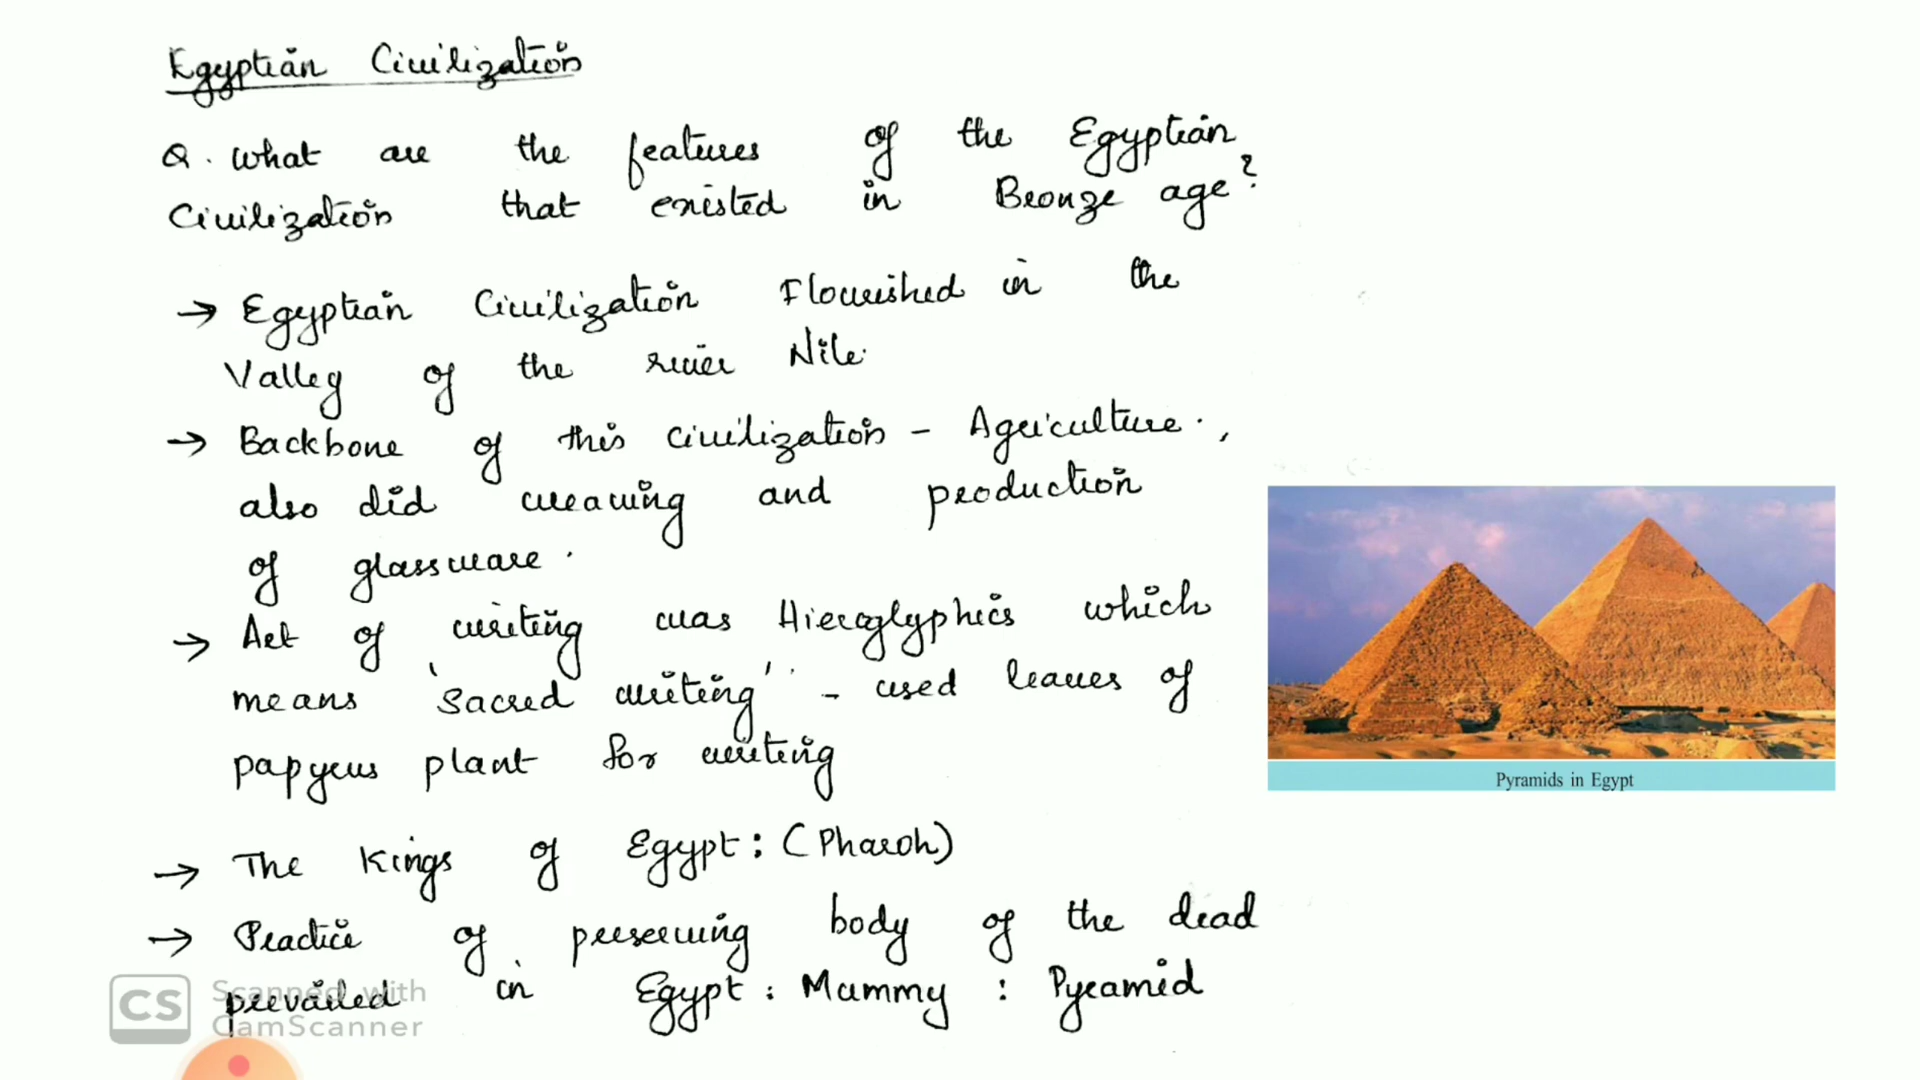 Egyptian Civilization
Q. What are the features of the Egyptian
Civilization that existed in Bronze age?
→ Egyptian Civilization Flourished in the
Valley of the river Nile.
→ Backbone of this civilization - Agriculture.,
also did weaving and production
of glassware.
→ Art of writing was Hieroglyphics which
means 'Sacred writing'. - used leaves of
papyrus plant for writing
→ The Kings of Egypt: (Pharoh)
→ Practice of preserving body of the dead
prevailed in Egypt: Mummy : Pyramid
Pyramids in Egypt
CS Scanned with
CamScanner